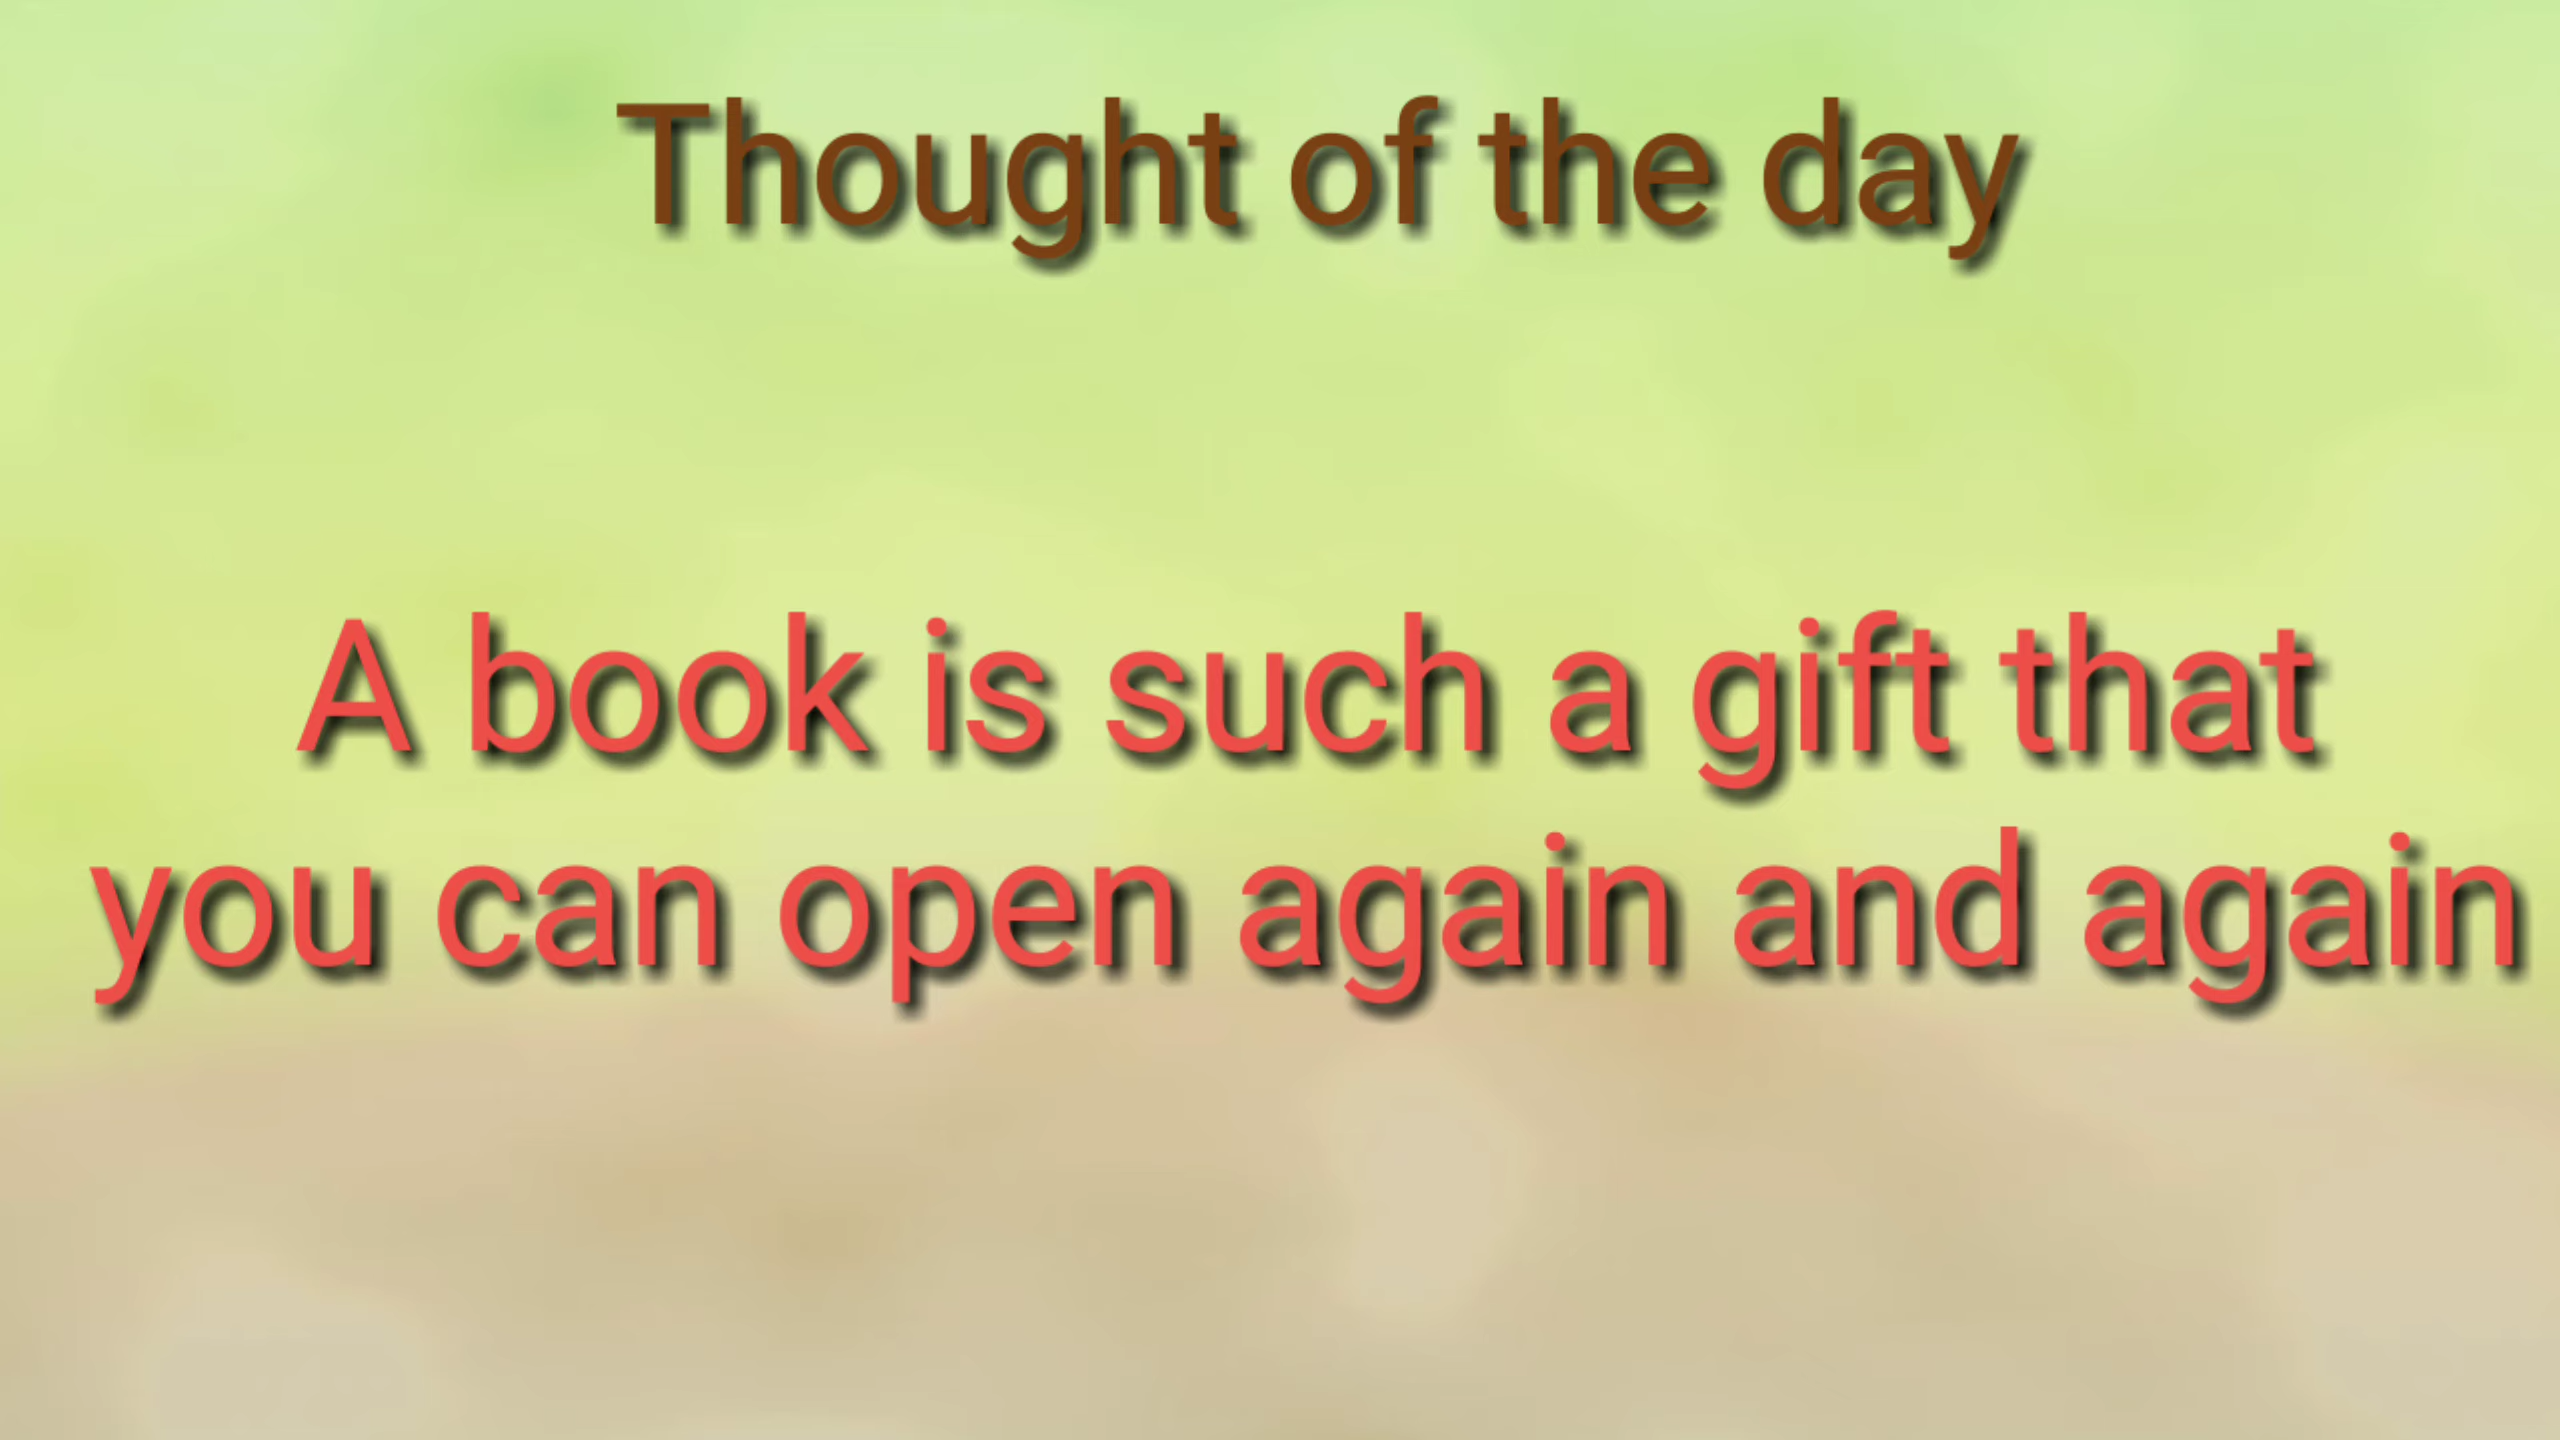 Thought of the day
A book is such a gift that
you can open again and again